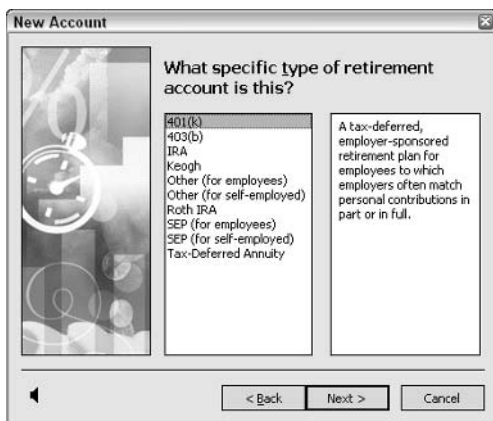 New Account
What specific type of retirement
account is this?
401(k)
403(b)
IRA
Keogh
Other (for employees)
Other (for self-employed)
Roth IRA
SEP (for employees)
SEP (for self-employed)
Tax-Deferred Annuity
A tax-deferred,
employer-sponsored
retirement plan for
employees to which
employers often match
personal contributions in
part or in full.
< Back
Next >
Cancel